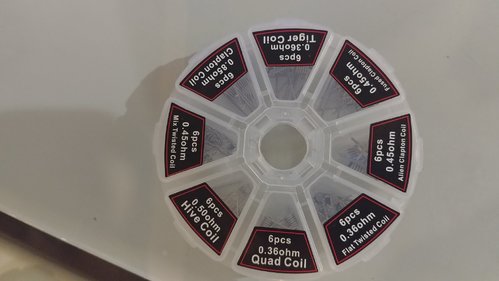 6pcs
0.36ohm
Tiger Coil
6pcs
0.45ohm
Fused Clapton Coil
6pcs
0.45ohm
Alien Clapton Coil
6pcs
0.36ohm
Flat Twisted Coil
6pcs
0.36ohm
Quad Coil
6pcs
0.50ohm
Hive Coil
6pcs
0.45ohm
Mix Twisted Coil
6pcs
0.85ohm
Clapton Coil